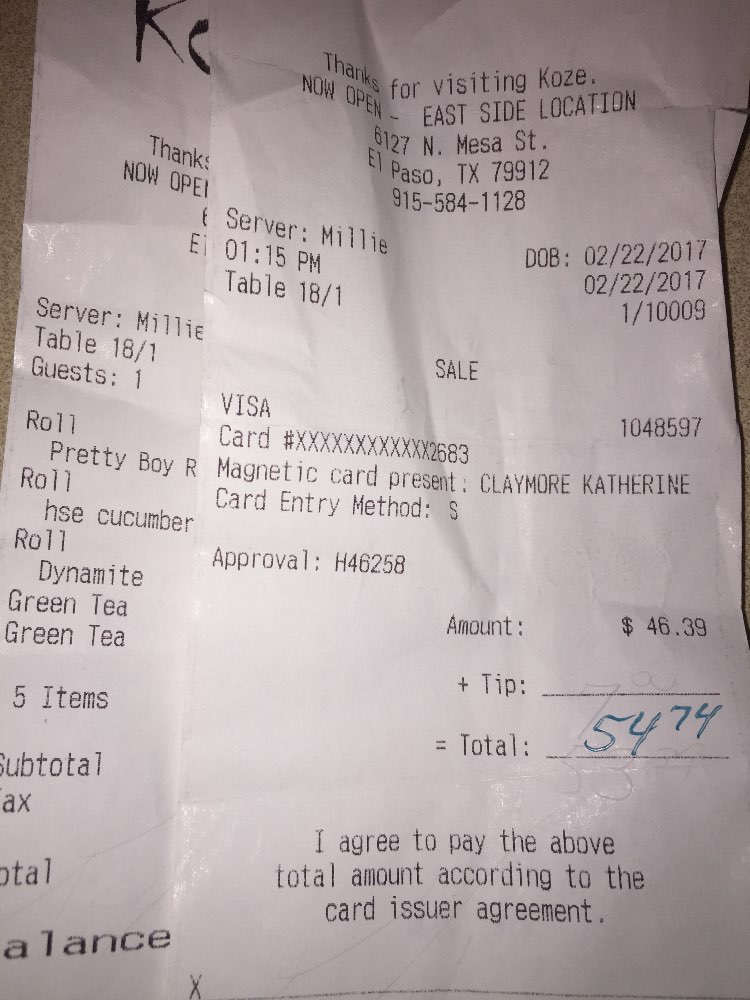 Ko
Thanks
NOW OPE
6
El
Server: Millie
Table 18/1
Guests: 1
Roll
Pretty Boy R
Roll
hse cucumber
Roll
Dynamite
Green Tea
Green Tea
5 Items
Subtotal
ax
otal
alance
Thanks for visiting Koze.
NOW OPEN - EAST SIDE LOCATION
6127 N. Mesa St.
El Paso, TX 79912
915-584-1128
Server: Millie
DOB: 02/22/2017
01:15 PM
02/22/2017
Table 18/1
1/10009
SALE
VISA
1048597
Card #XXXXXXXXXXXX2683
Magnetic card present: CLAYMORE KATHERINE
Card Entry Method: S
Approval: H46258
Amount: $ 46.39
+ Tip:
= Total: 54 74
I agree to pay the above
total amount according to the
card issuer agreement.
X